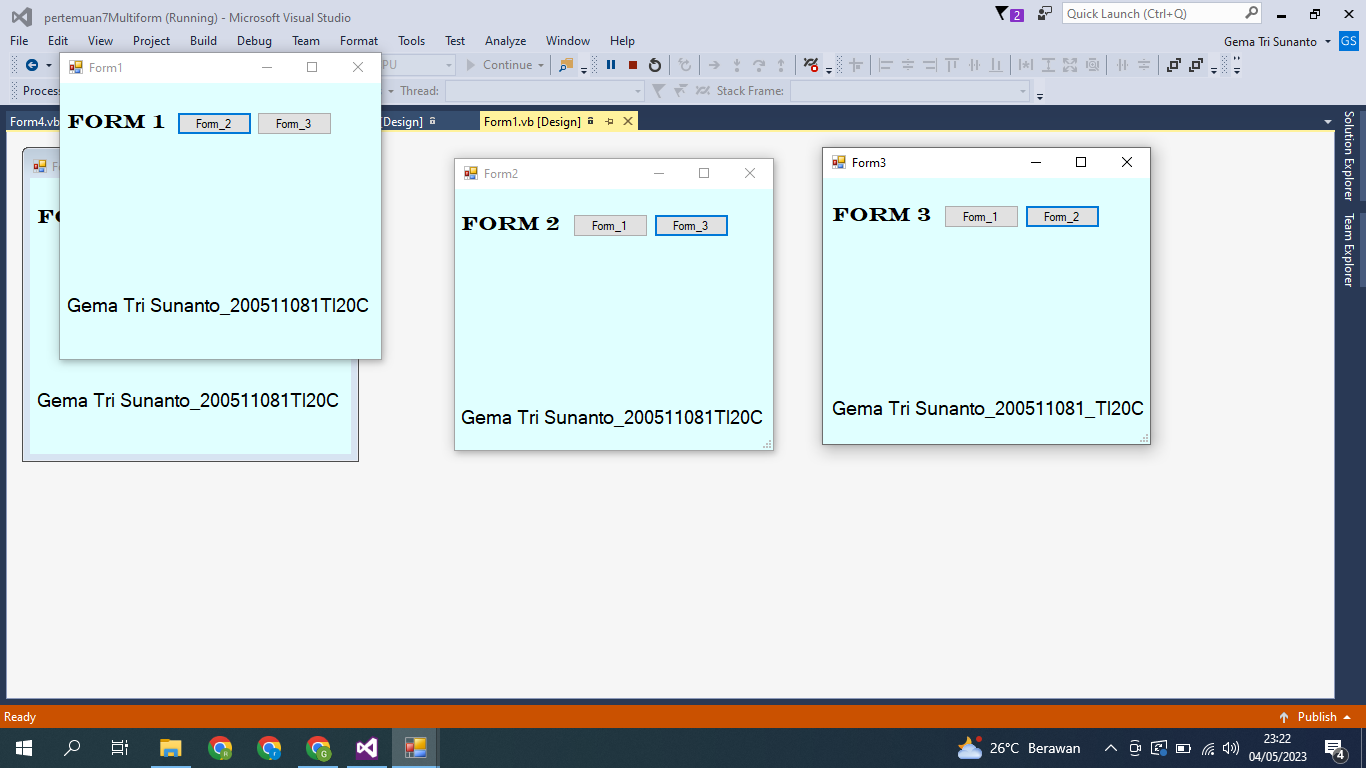 pertemuan7Multiform (Running) - Microsoft Visual Studio
2
Quick Launch (Ctrl+Q)
File Edit View Project Build Debug Team Format Tools Test Analyze Window Help
Gema Tri Sunanto GS
Form1
PU Continue
Proces Thread: Stack Frame:
Form4.vb [Design] Form1.vb [Design]
FORM 1 Form_2 Form_3
Gema Tri Sunanto_200511081TI20C
Gema Tri Sunanto_200511081TI20C
Form2
FORM 2 Form_1 Form_3
Gema Tri Sunanto_200511081TI20C
Form3
FORM 3 Form_1 Form_2
Gema Tri Sunanto_200511081_TI20C
Solution Explorer
Team Explorer
Ready Publish
26°C Berawan
23:22
04/05/2023
4